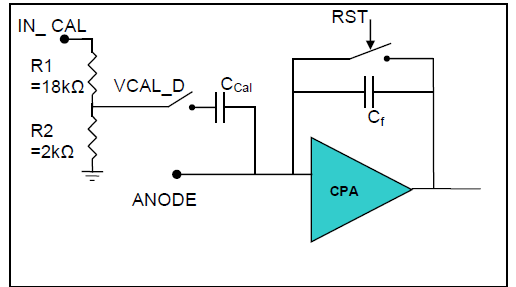 IN_ CAL
RST
R1
=18kΩ
VCAL_D
CCal
Cf
R2
=2kΩ
ANODE
CPA